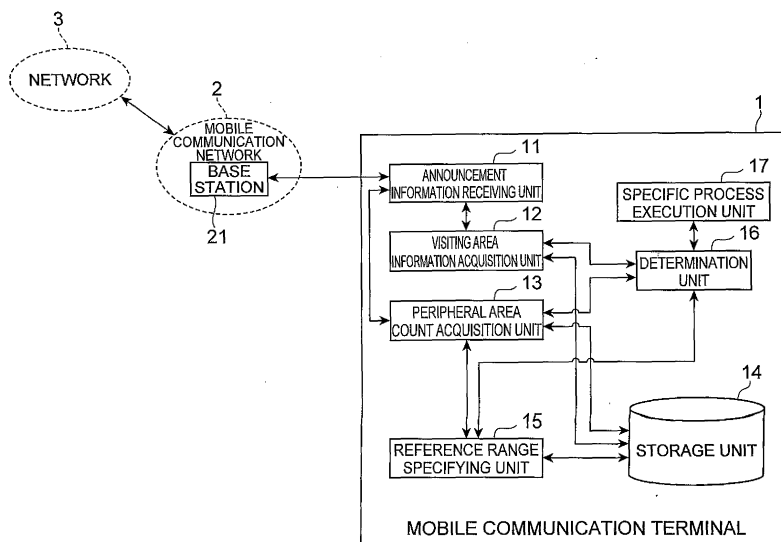 3
NETWORK
2
MOBILE
COMMUNICATION
NETWORK
BASE
STATION
21
1
11
ANNOUNCEMENT
INFORMATION RECEIVING UNIT
12
VISITING AREA
INFORMATION ACQUISITION UNIT
13
PERIPHERAL AREA
COUNT ACQUISITION UNIT
17
SPECIFIC PROCESS
EXECUTION UNIT
16
DETERMINATION
UNIT
15
REFERENCE RANGE
SPECIFYING UNIT
14
STORAGE UNIT
MOBILE COMMUNICATION TERMINAL